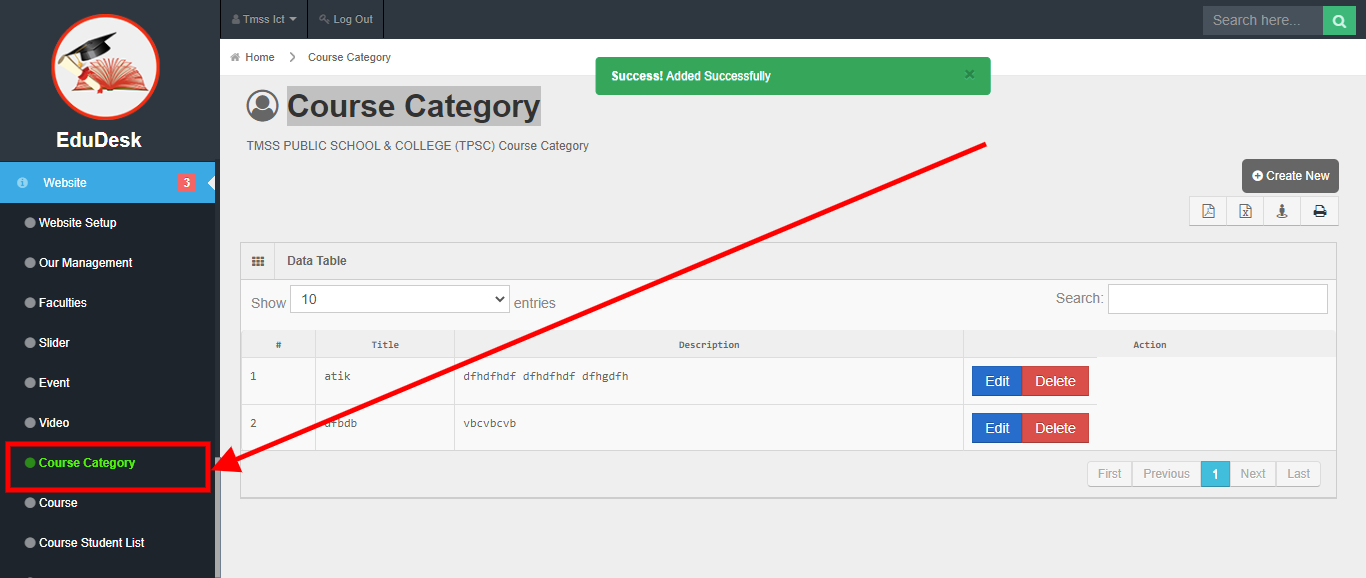 Tmss Ict
Log Out
Search here...
EduDesk
Home
Course Category
Success! Added Successfully
×
Course Category
TMSS PUBLIC SCHOOL & COLLEGE (TPSC) Course Category
Create New
Website
3
Website Setup
Our Management
Faculties
Slider
Event
Video
Course Category
Course
Course Student List
Data Table
Show 10 entries
Search:
# Title Description Action
1 atik dfhdfhdf dfhdfhdf dfhgdfh Edit Delete
2 vbcvbcvb Edit Delete
First Previous 1 Next Last